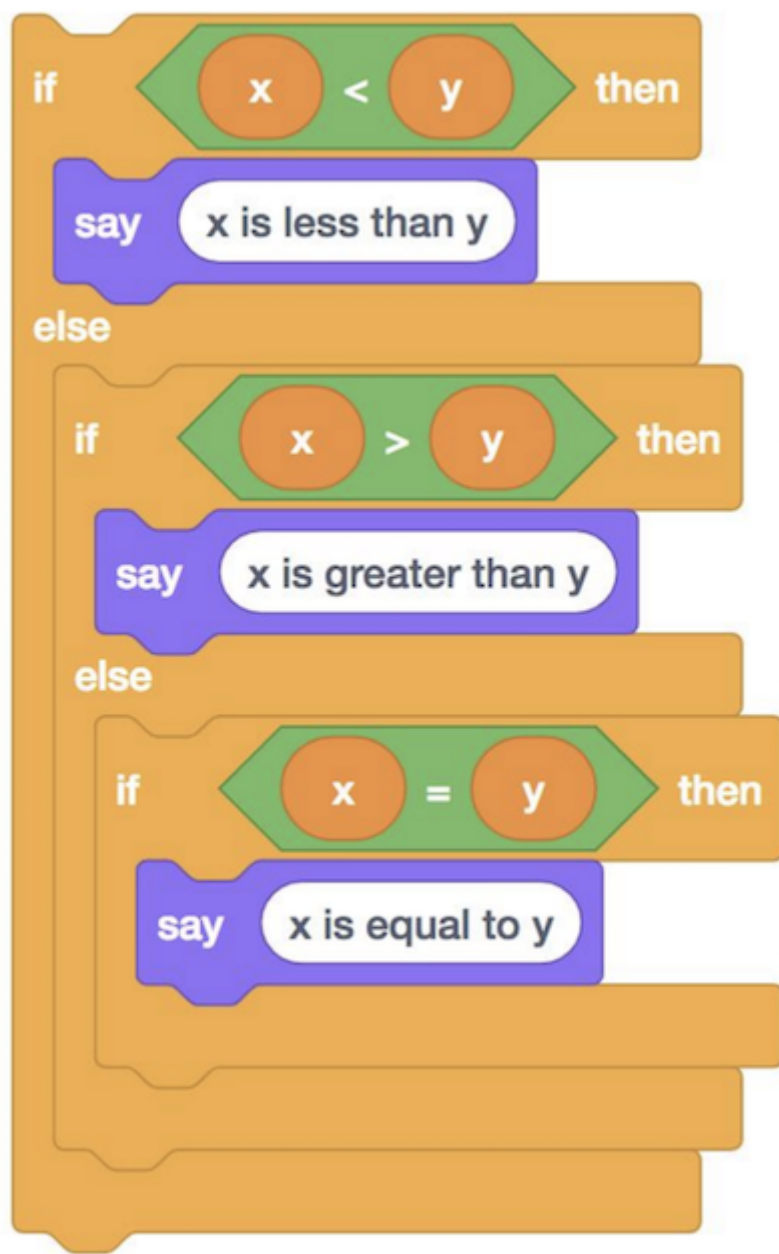 if x < y then
say x is less than y
else
if x > y then
say x is greater than y
else
if x = y then
say x is equal to y